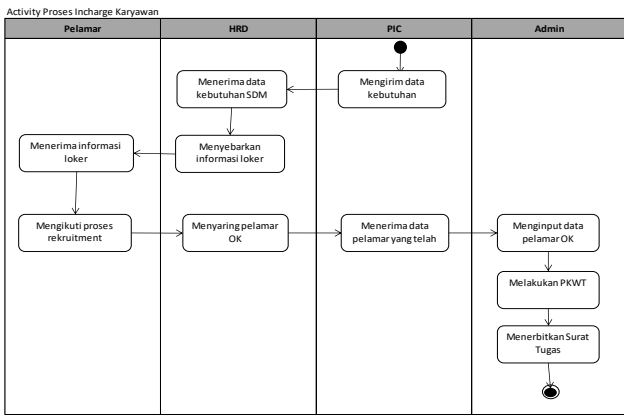 Activity Proses Incharge Karyawan
Pelamar
HRD
PIC
Admin
Menerima data
kebutuhan SDM
Mengirim data
kebutuhan
Menerima informasi
loker
Menyebarkan
informasi loker
Mengikuti proses
rekruitment
Menyaring pelamar
OK
Menerima data
pelamar yang telah
Menginput data
pelamar OK
Melakukan PKWT
Menerbitkan Surat
Tugas